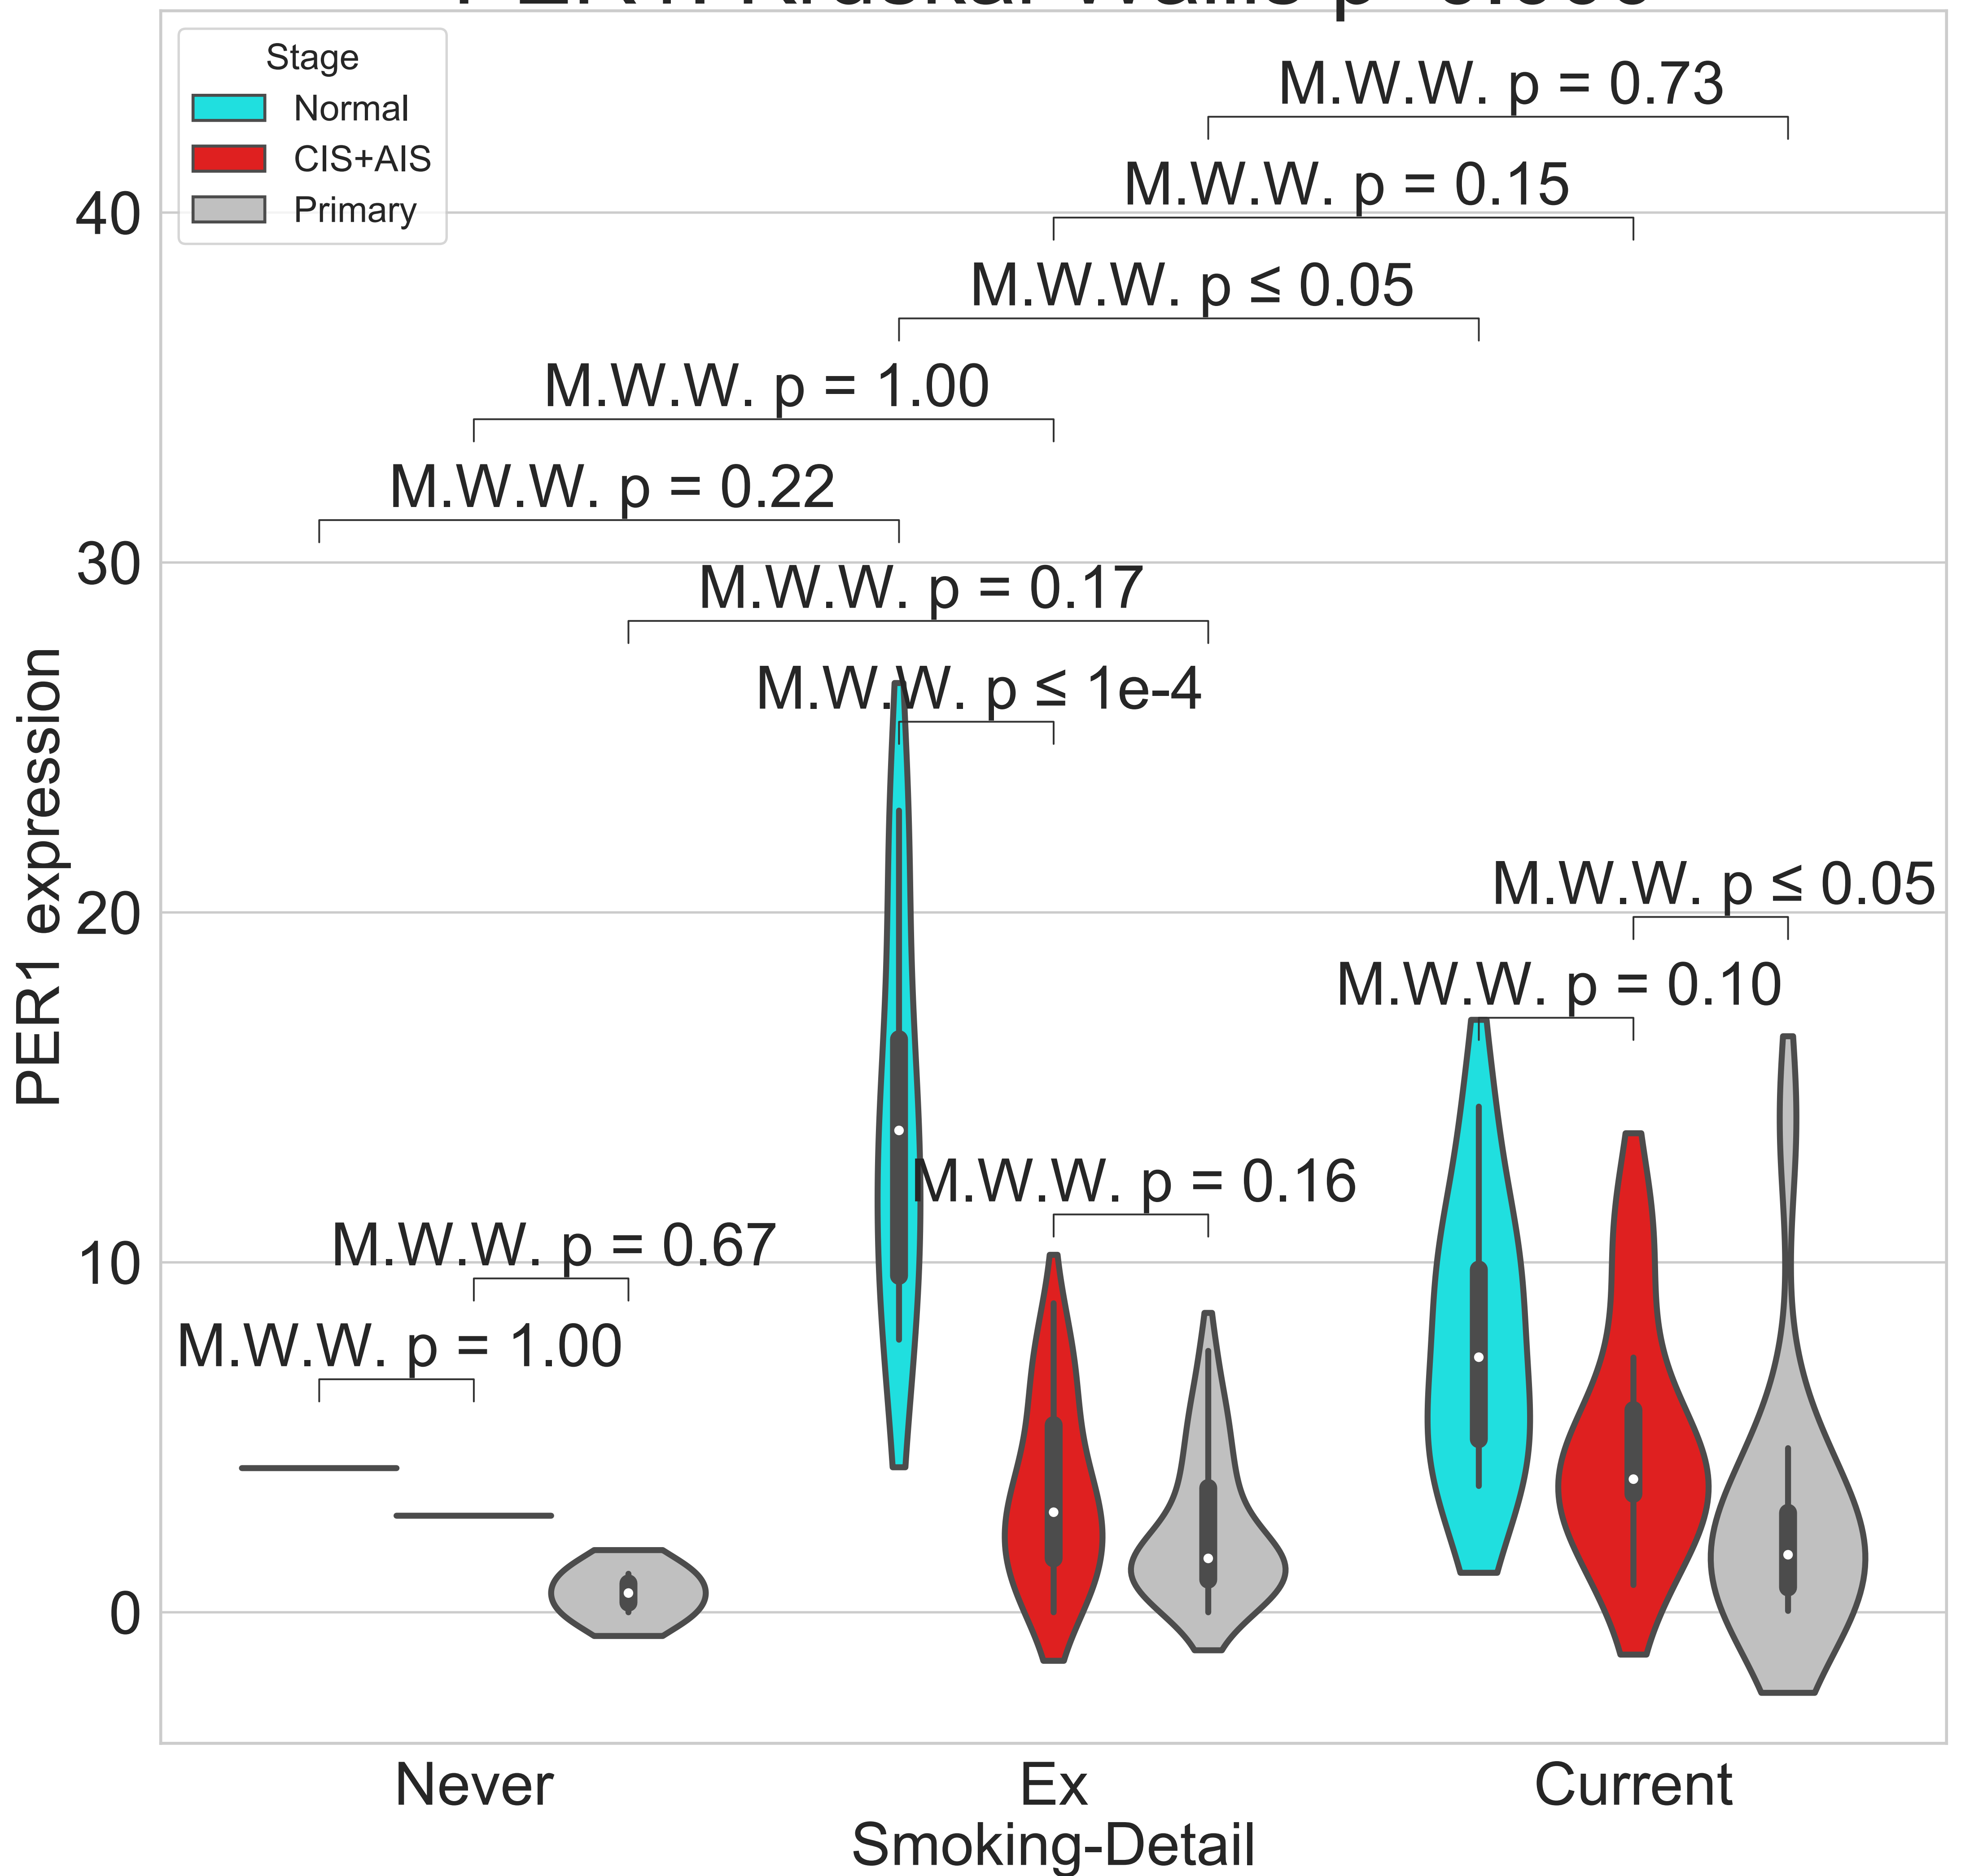 Stage
Normal
CIS+AIS
Primary
M.W.W. p = 0.73
M.W.W. p = 0.15
M.W.W. p ≤ 0.05
M.W.W. p = 1.00
M.W.W. p = 0.22
M.W.W. p = 0.17
M.W.W. p ≤ 1e-4
M.W.W. p ≤ 0.05
M.W.W. p = 0.10
M.W.W. p = 0.16
M.W.W. p = 0.67
M.W.W. p = 1.00
PER1 expression
40
30
20
10
0
Never
Ex
Current
Smoking-Detail